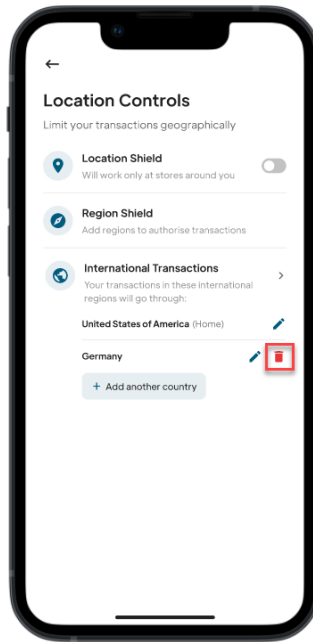 Location Controls
Limit your transactions geographically
Location Shield
Will work only at stores around you
Region Shield
Add regions to authorise transactions
International Transactions
Your transactions in these international
regions will go through:
United States of America (Home)
Germany
+ Add another country